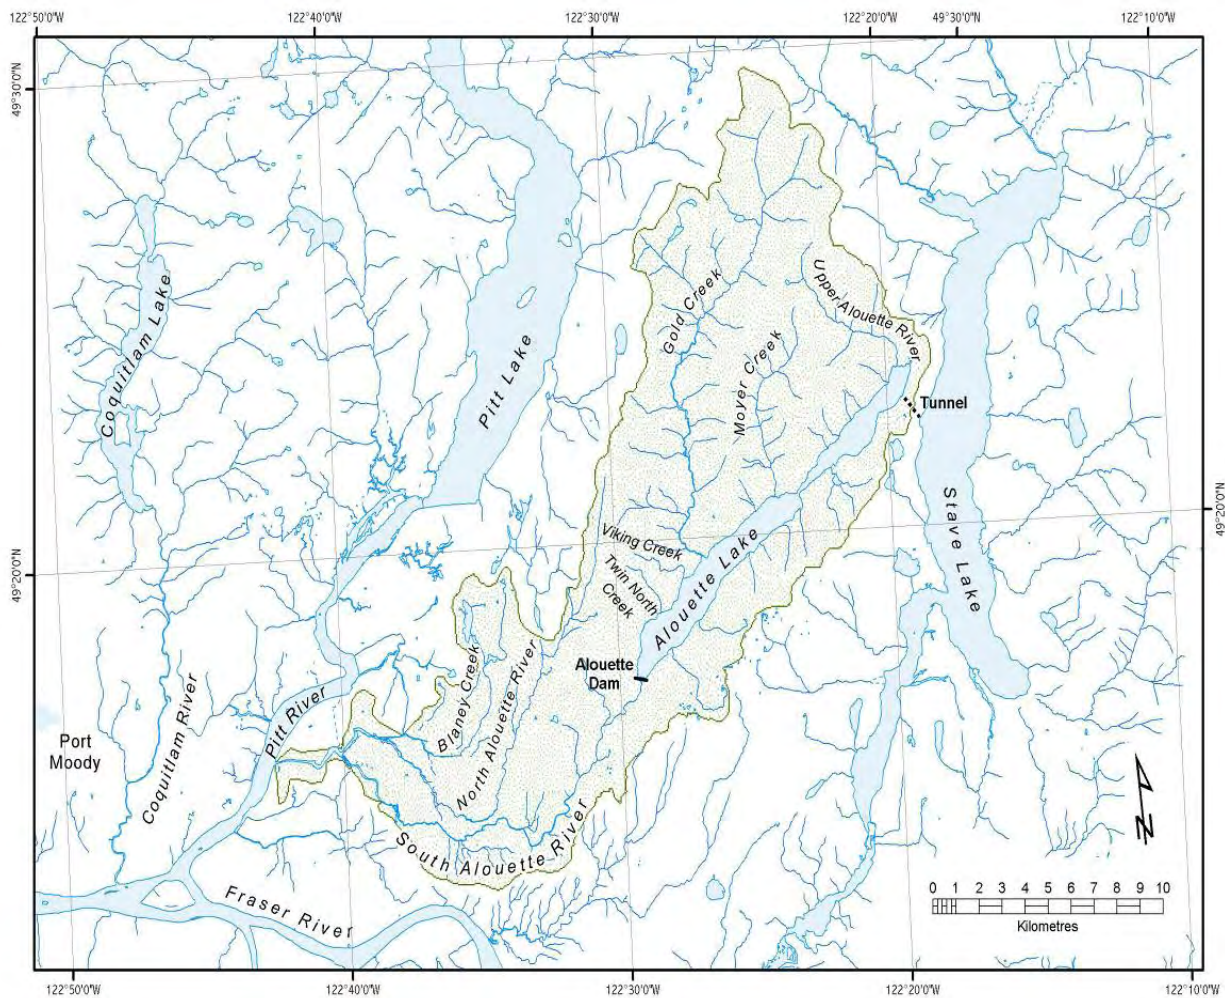 122°50'0"W
122°40'0"W
122°30'0"W
122°20'0"W
49°30'0"N
122°10'0"W
49°30'0"N
Upper Alouette River
Gold Creek
Coquitlam Lake
Moyer Creek
Pitt Lake
Tunnel
Stave Lake
49°20'0"N
Viking Creek
49°20'0"N
Twin North
Creek
Alouette Lake
Alouette
Dam
Blaney Creek
North Alouette River
Pitt River
Coquitlam River
Port
Moody
N
South Alouette River
Fraser River
0 1 2 3 4 5 6 7 8 9 10
Kilometres
122°50'0"W
122°40'0"W
122°30'0"W
122°20'0"W
122°10'0"W